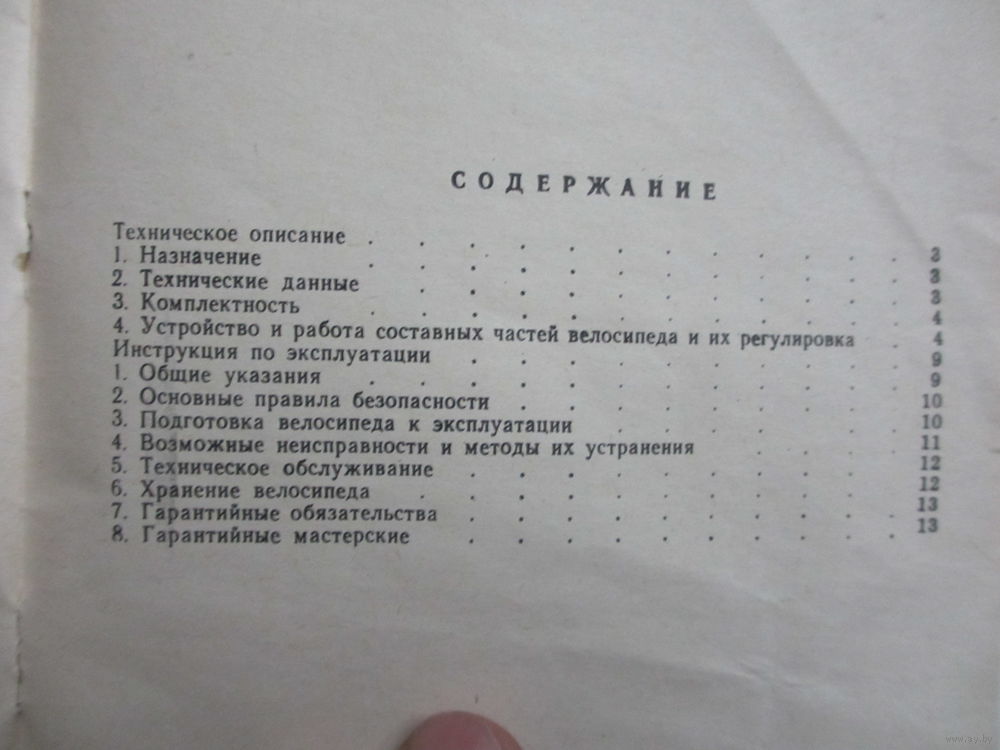 СОДЕРЖАНИЕ
Техническое описание . . . . . . . . . . . . 3
1. Назначение . . . . . . . . . . . . 3
2. Технические данные . . . . . . . . . . . 3
3. Комплектность . . . . . . . . . . . . 4
4. Устройство и работа составных частей велосипеда и их регулировка . . 4
Инструкция по эксплуатации . . . . . . . . . . 9
1. Общие указания . . . . . . . . . . . . 9
2. Основные правила безопасности . . . . . . . . . 10
3. Подготовка велосипеда к эксплуатации . . . . . . . 10
4. Возможные неисправности и методы их устранения . . . . 11
5. Техническое обслуживание . . . . . . . . . . 12
6. Хранение велосипеда . . . . . . . . . . . 12
7. Гарантийные обязательства . . . . . . . . . . 13
8. Гарантийные мастерские . . . . . . . . . . 13
www.ay.by